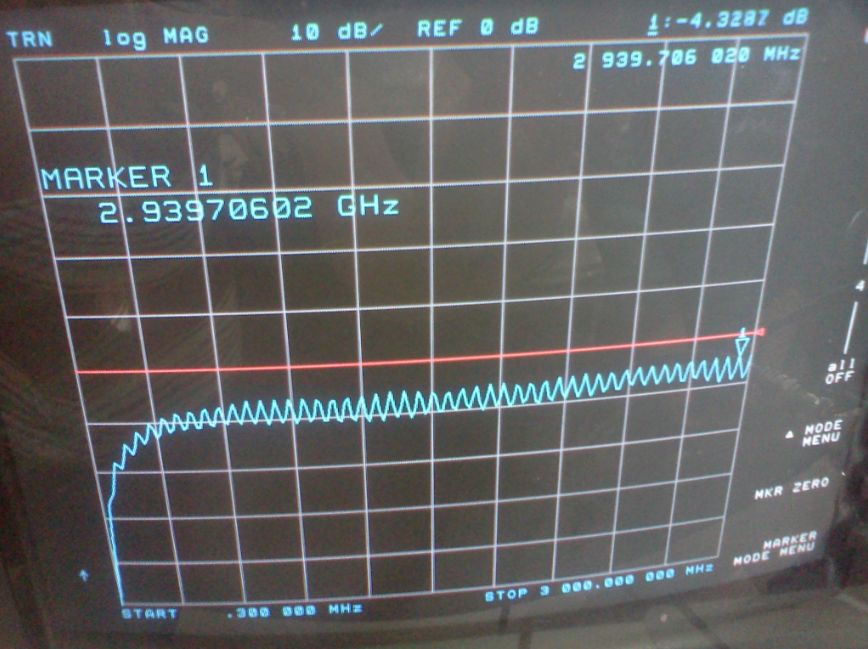 TRN log MAG 10 dB/ REF 0 dB 1:-4.3287 dB
2 939.706 020 MHz
MARKER 1
2.93970602 GHz
1
4
all
OFF
MODE
MENU
MKR ZERO
MARKER
MODE MENU
START .300 000 MHz STOP 3 000.000 000 MHz